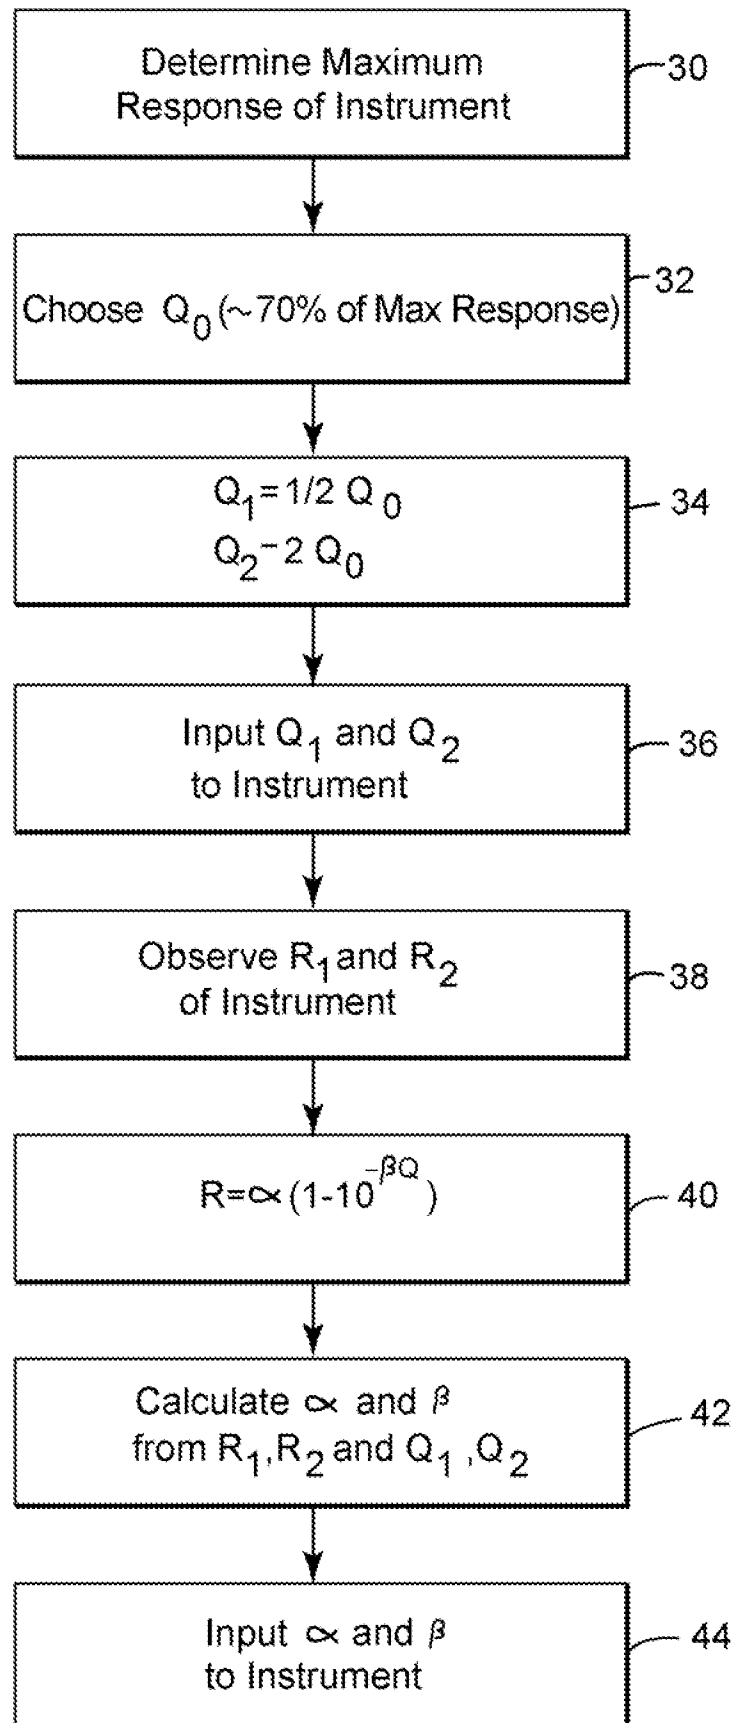 Determine Maximum
Response of Instrument
30
Choose Q0 (~70% of Max Response)
32
Q1=1/2 Q0
Q2-2 Q0
34
Input Q1 and Q2
to Instrument
36
Observe R1 and R2
of Instrument
38
R=∝(1-10^-βQ)
40
Calculate ∝ and β
from R1,R2 and Q1,Q2
42
Input ∝ and β
to Instrument
44